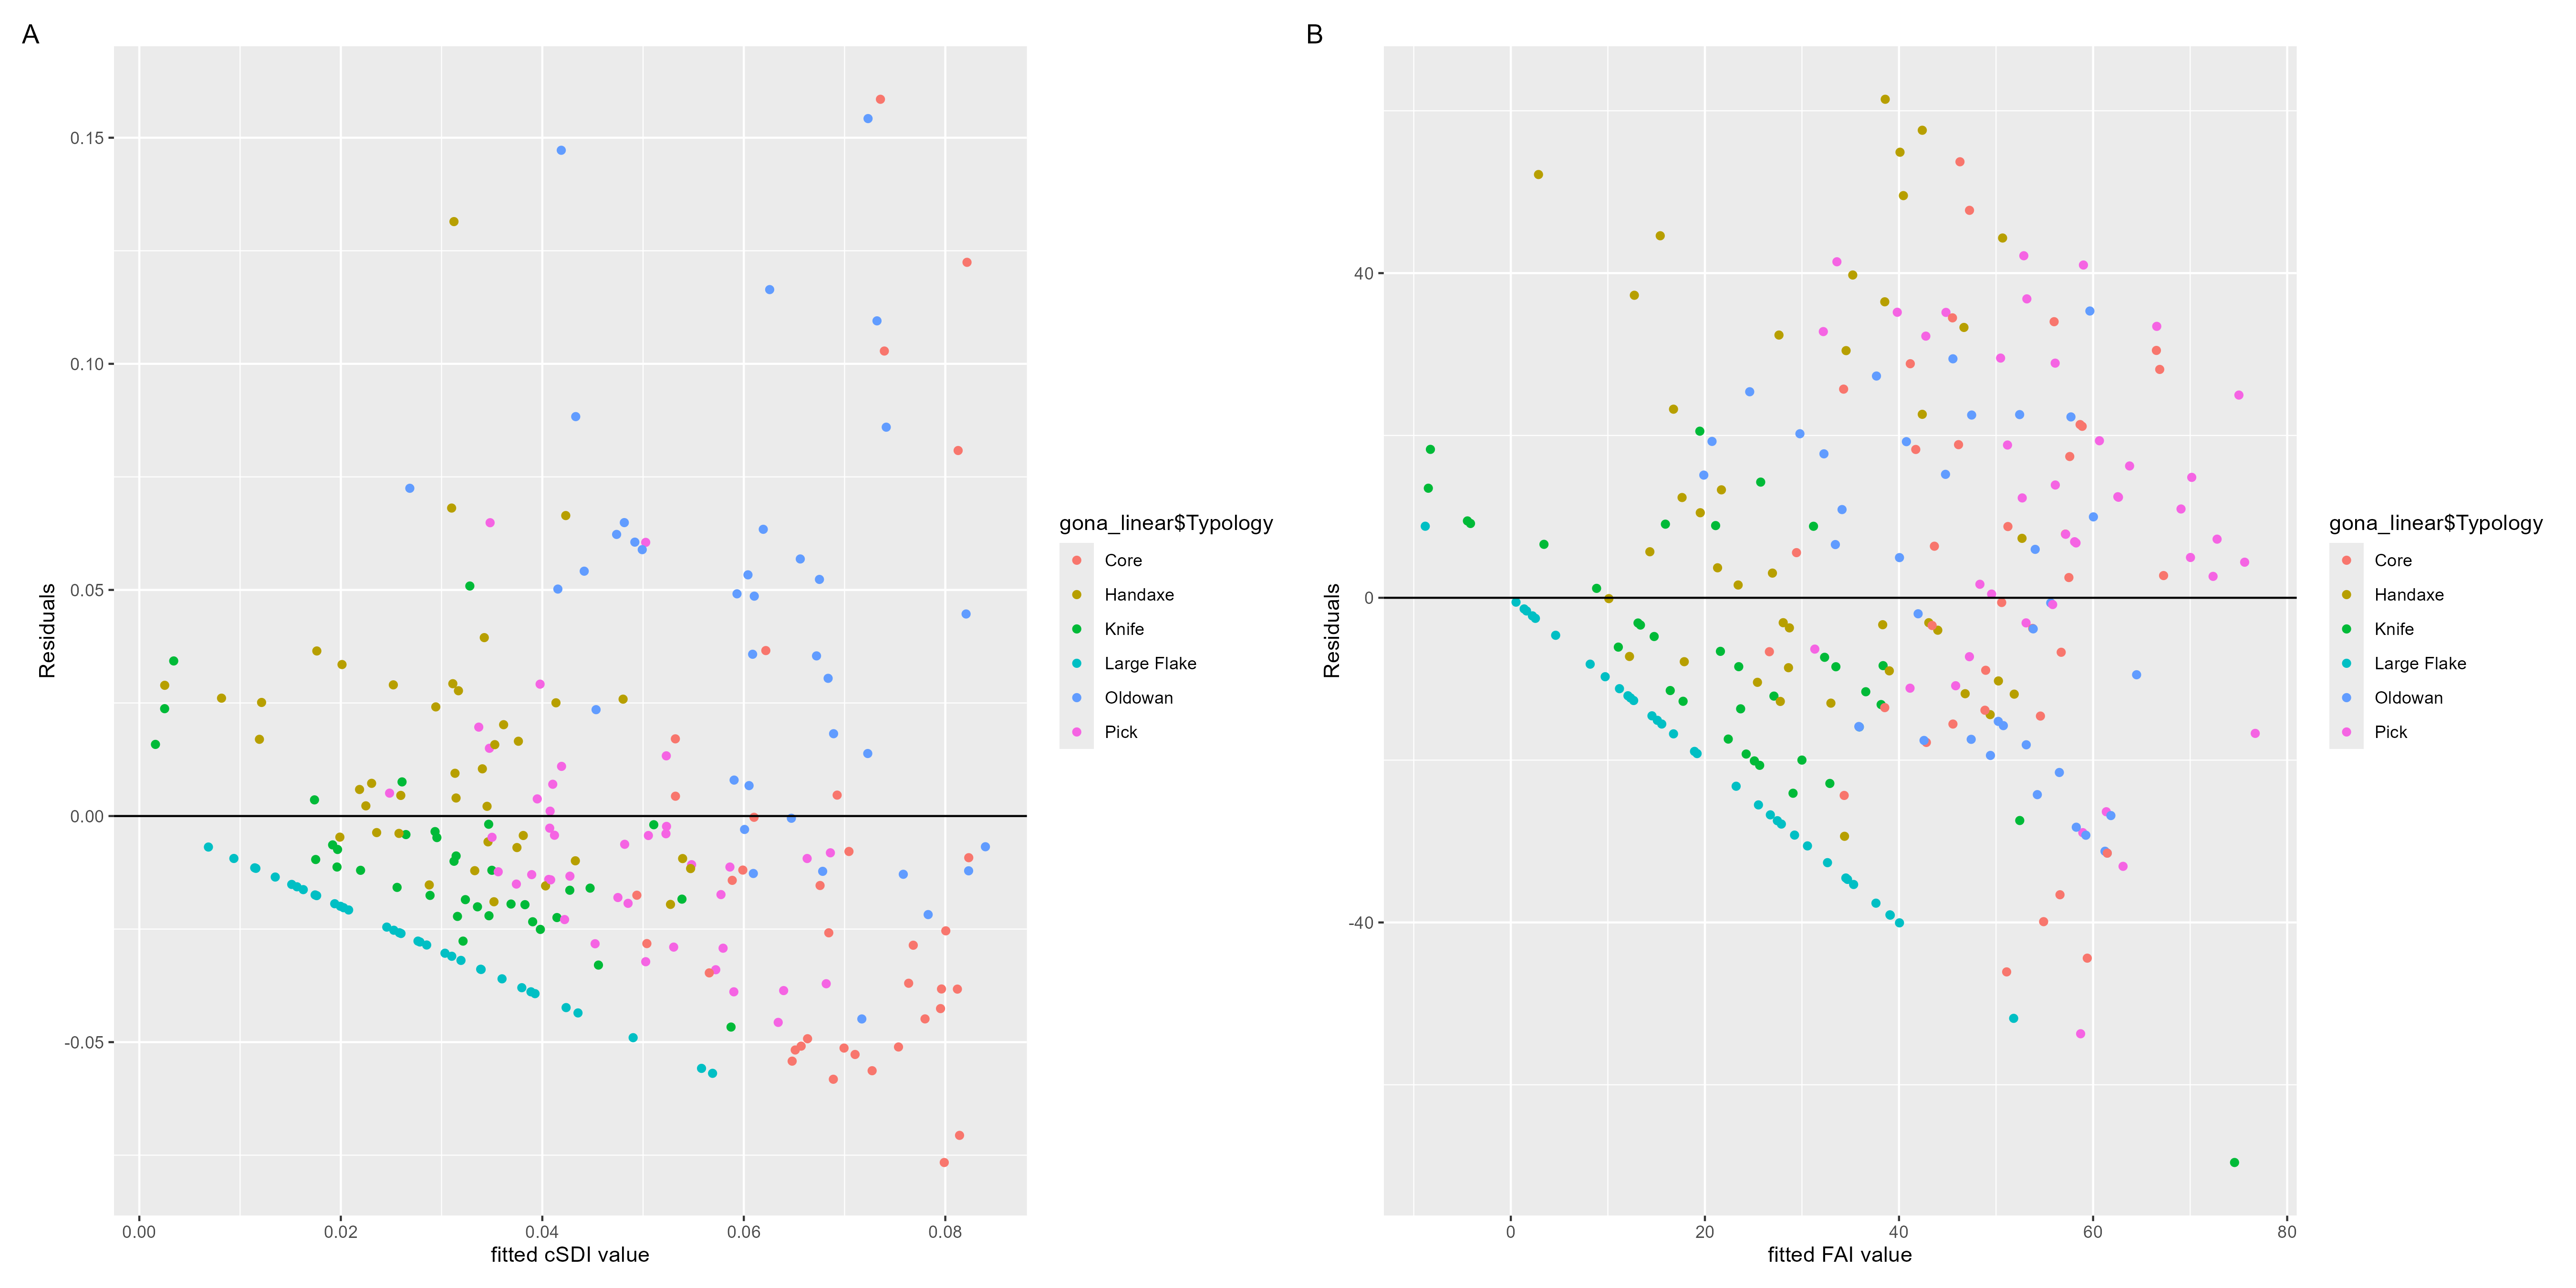 A
Residuals
0.15
0.10
0.05
0.00
-0.05
0.00 0.02 0.04 0.06 0.08
fitted cSDI value
gona_linear$Typology
Core
Handaxe
Knife
Large Flake
Oldowan
Pick
B
Residuals
40
0
-40
0 20 40 60 80
fitted FAI value
gona_linear$Typology
Core
Handaxe
Knife
Large Flake
Oldowan
Pick